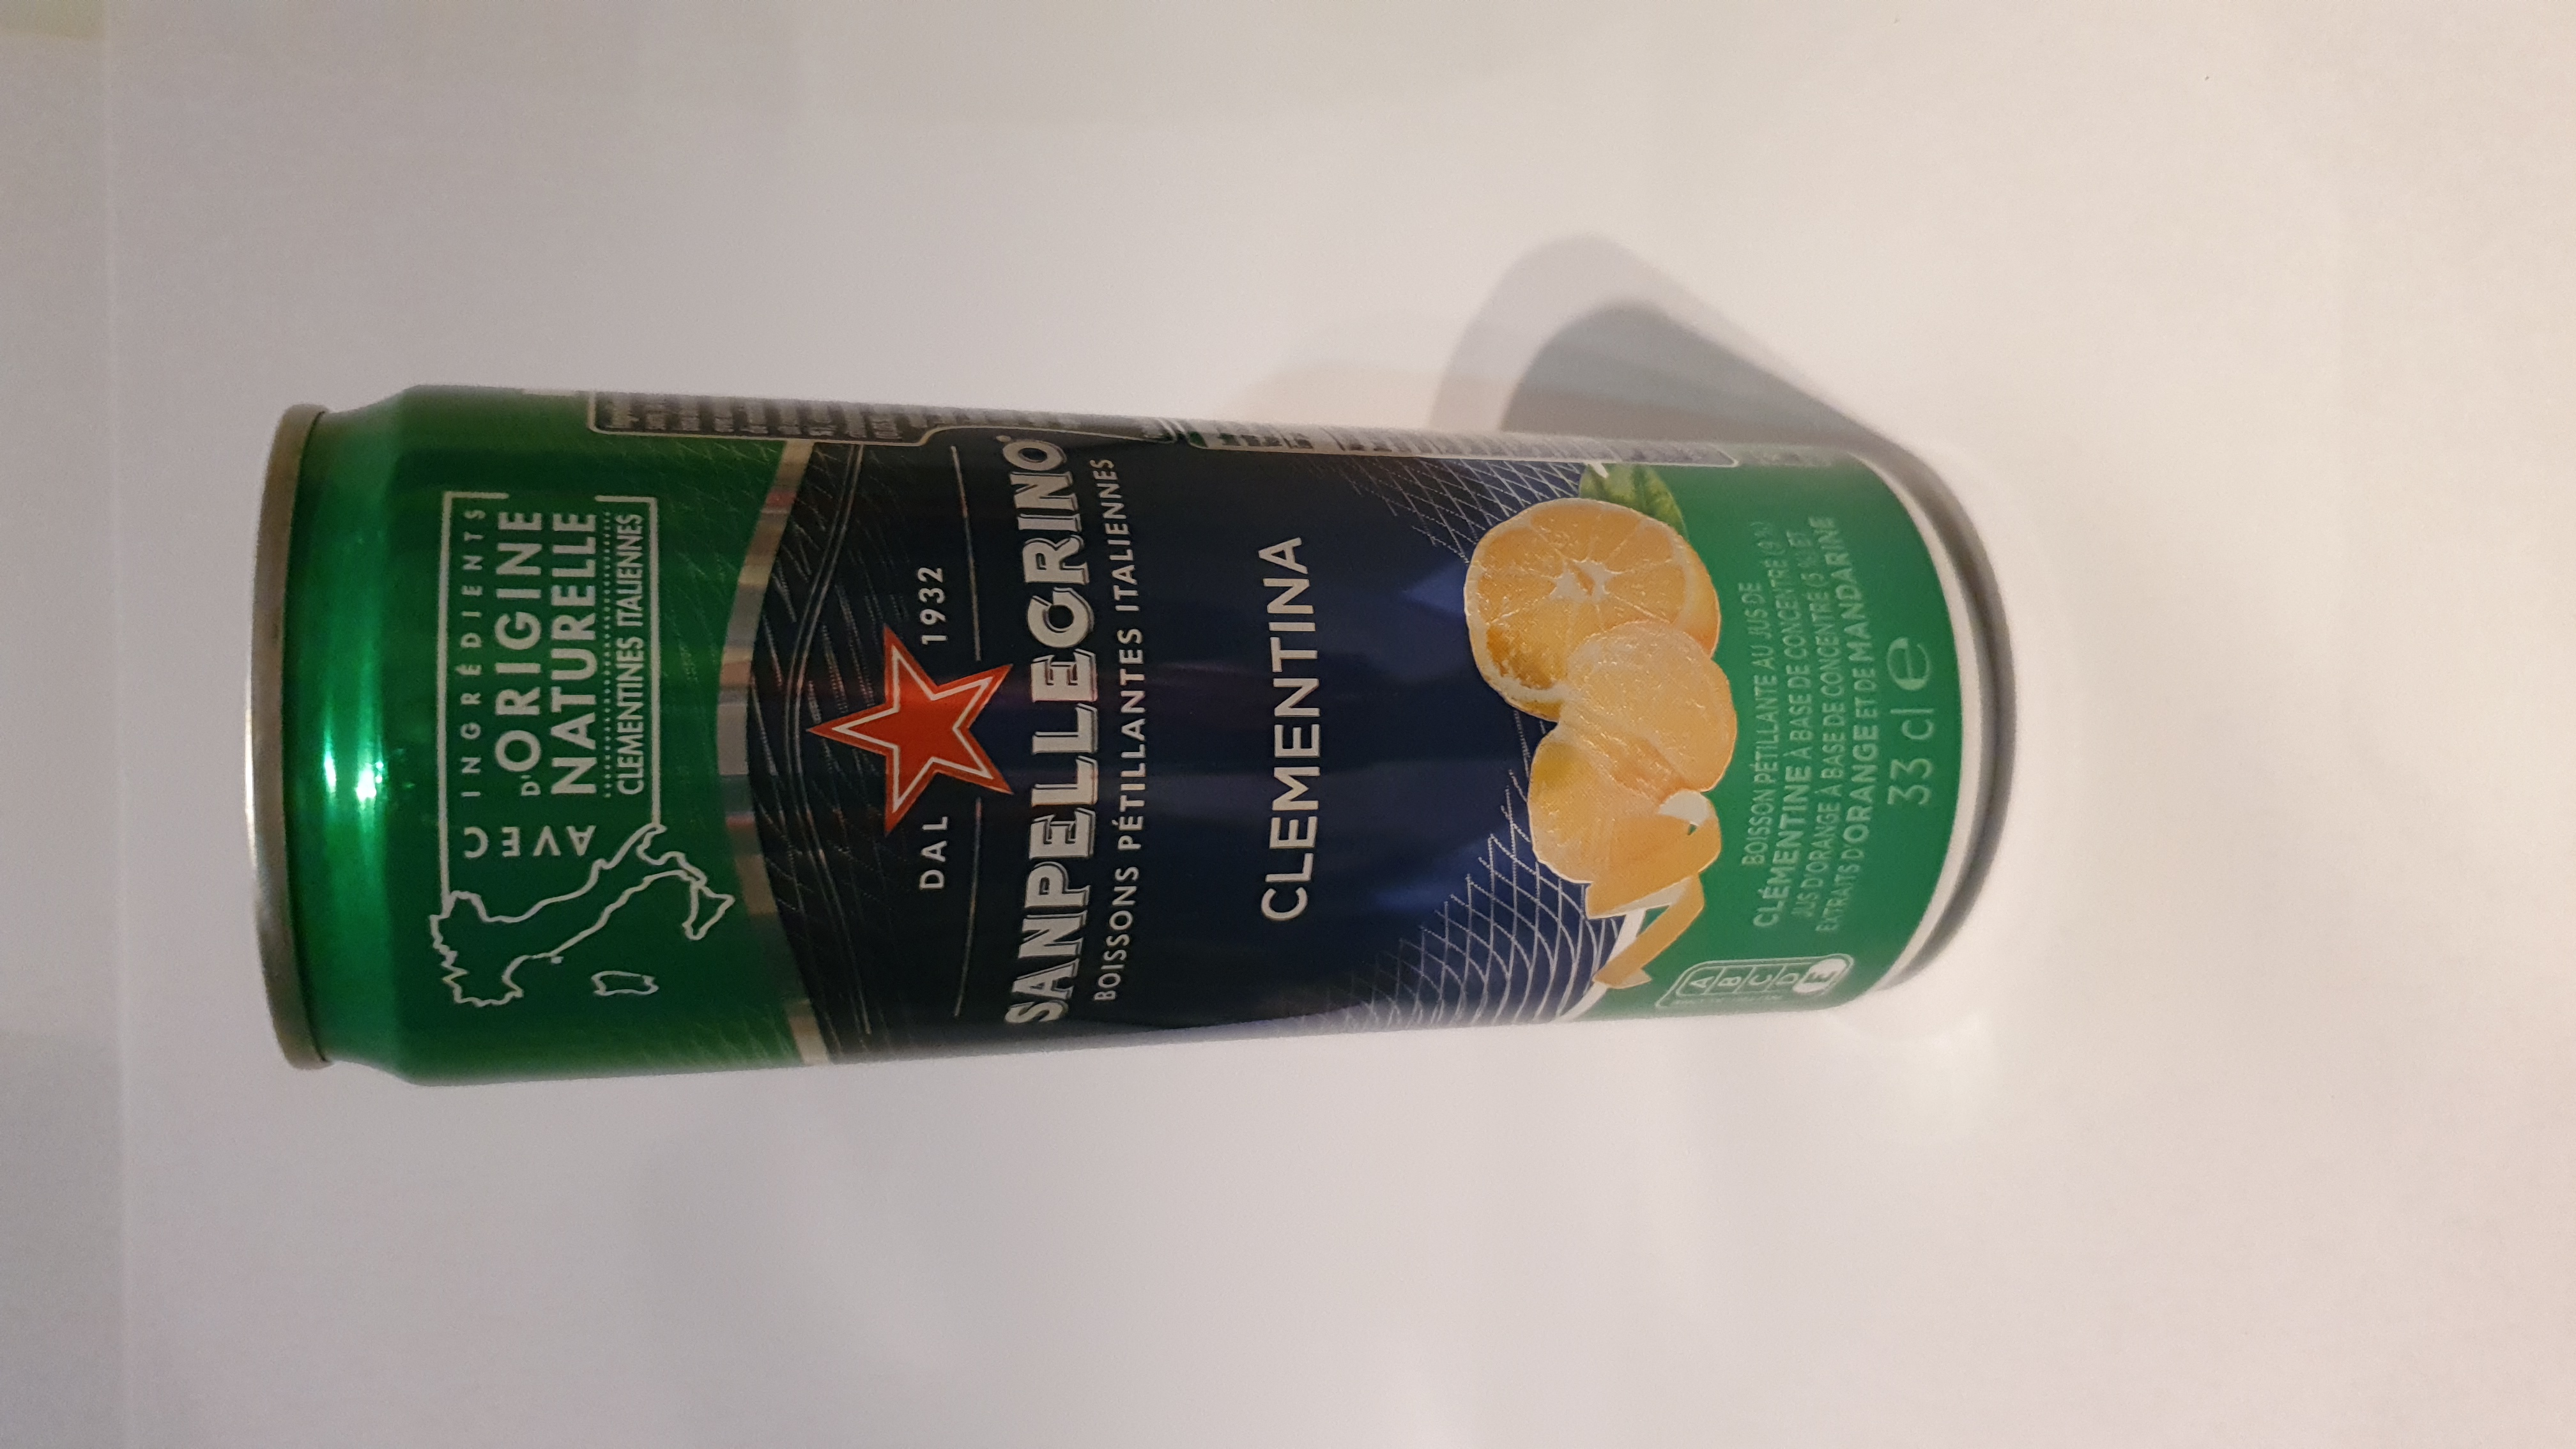 AVEC
INGRÉDIENTS
D'ORIGINE
NATURELLE
CLEMENTINES ITALIENNES
DAL 1932
SANPELLEGRINO
BOISSONS PÉTILLANTES ITALIENNES
CLEMENTINA
A
B
C
D
E
BOISSON PÉTILLANTE AU JUS DE
CLÉMENTINE À BASE DE CONCENTRÉ (9 %)
JUS D'ORANGE À BASE DE CONCENTRÉ (5 %) ET
EXTRAITS D'ORANGE ET DE MANDARINE
33 cl e